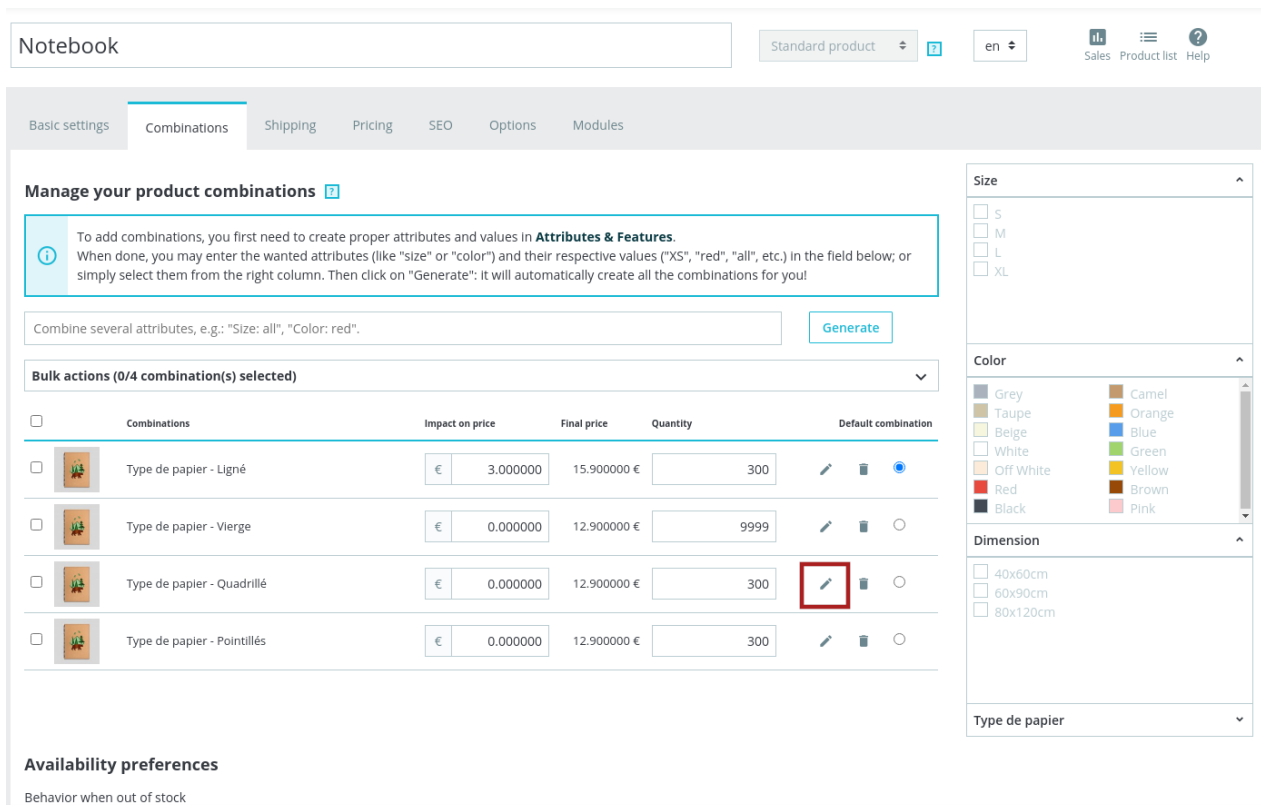 Notebook
Standard product
?
en
Sales
Product list
?
Help
Basic settings
Combinations
Shipping
Pricing
SEO
Options
Modules
Manage your product combinations ?
To add combinations, you first need to create proper attributes and values in Attributes & Features.
When done, you may enter the wanted attributes (like "size" or "color") and their respective values ("XS", "red", "all", etc.) in the field below; or
simply select them from the right column. Then click on "Generate": it will automatically create all the combinations for you!
Combine several attributes, e.g.: "Size: all", "Color: red".
Generate
Bulk actions (0/4 combination(s) selected)
Combinations Impact on price Final price Quantity Default combination
Type de papier - Ligné € 3.000000 15.900000 € 300
Type de papier - Vierge € 0.000000 12.900000 € 9999
Type de papier - Quadrillé € 0.000000 12.900000 € 300
Type de papier - Pointillés € 0.000000 12.900000 € 300
Availability preferences
Behavior when out of stock
Size
S
M
L
XL
Color
Grey
Taupe
Beige
White
Off White
Red
Black
Camel
Orange
Blue
Green
Yellow
Brown
Pink
Dimension
40x60cm
60x90cm
80x120cm
Type de papier